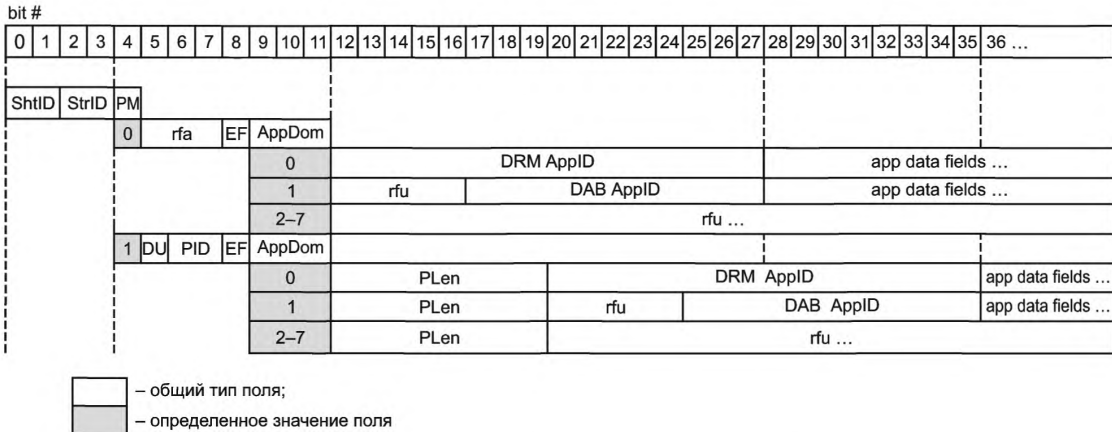 bit #
0 1 2 3 4 5 6 7 8 9 10 11 12 13 14 15 16 17 18 19 20 21 22 23 24 25 26 27 28 29 30 31 32 33 34 35 36 ...
ShtID StrID PM
0 rfa EF AppDom
0 DRM AppID app data fields ...
1 rfu DAB AppID app data fields ...
2–7 rfu ...
1 DU PID EF AppDom
0 PLen DRM AppID app data fields ...
1 PLen rfu DAB AppID app data fields ...
2–7 PLen rfu ...
– общий тип поля;
– определенное значение поля